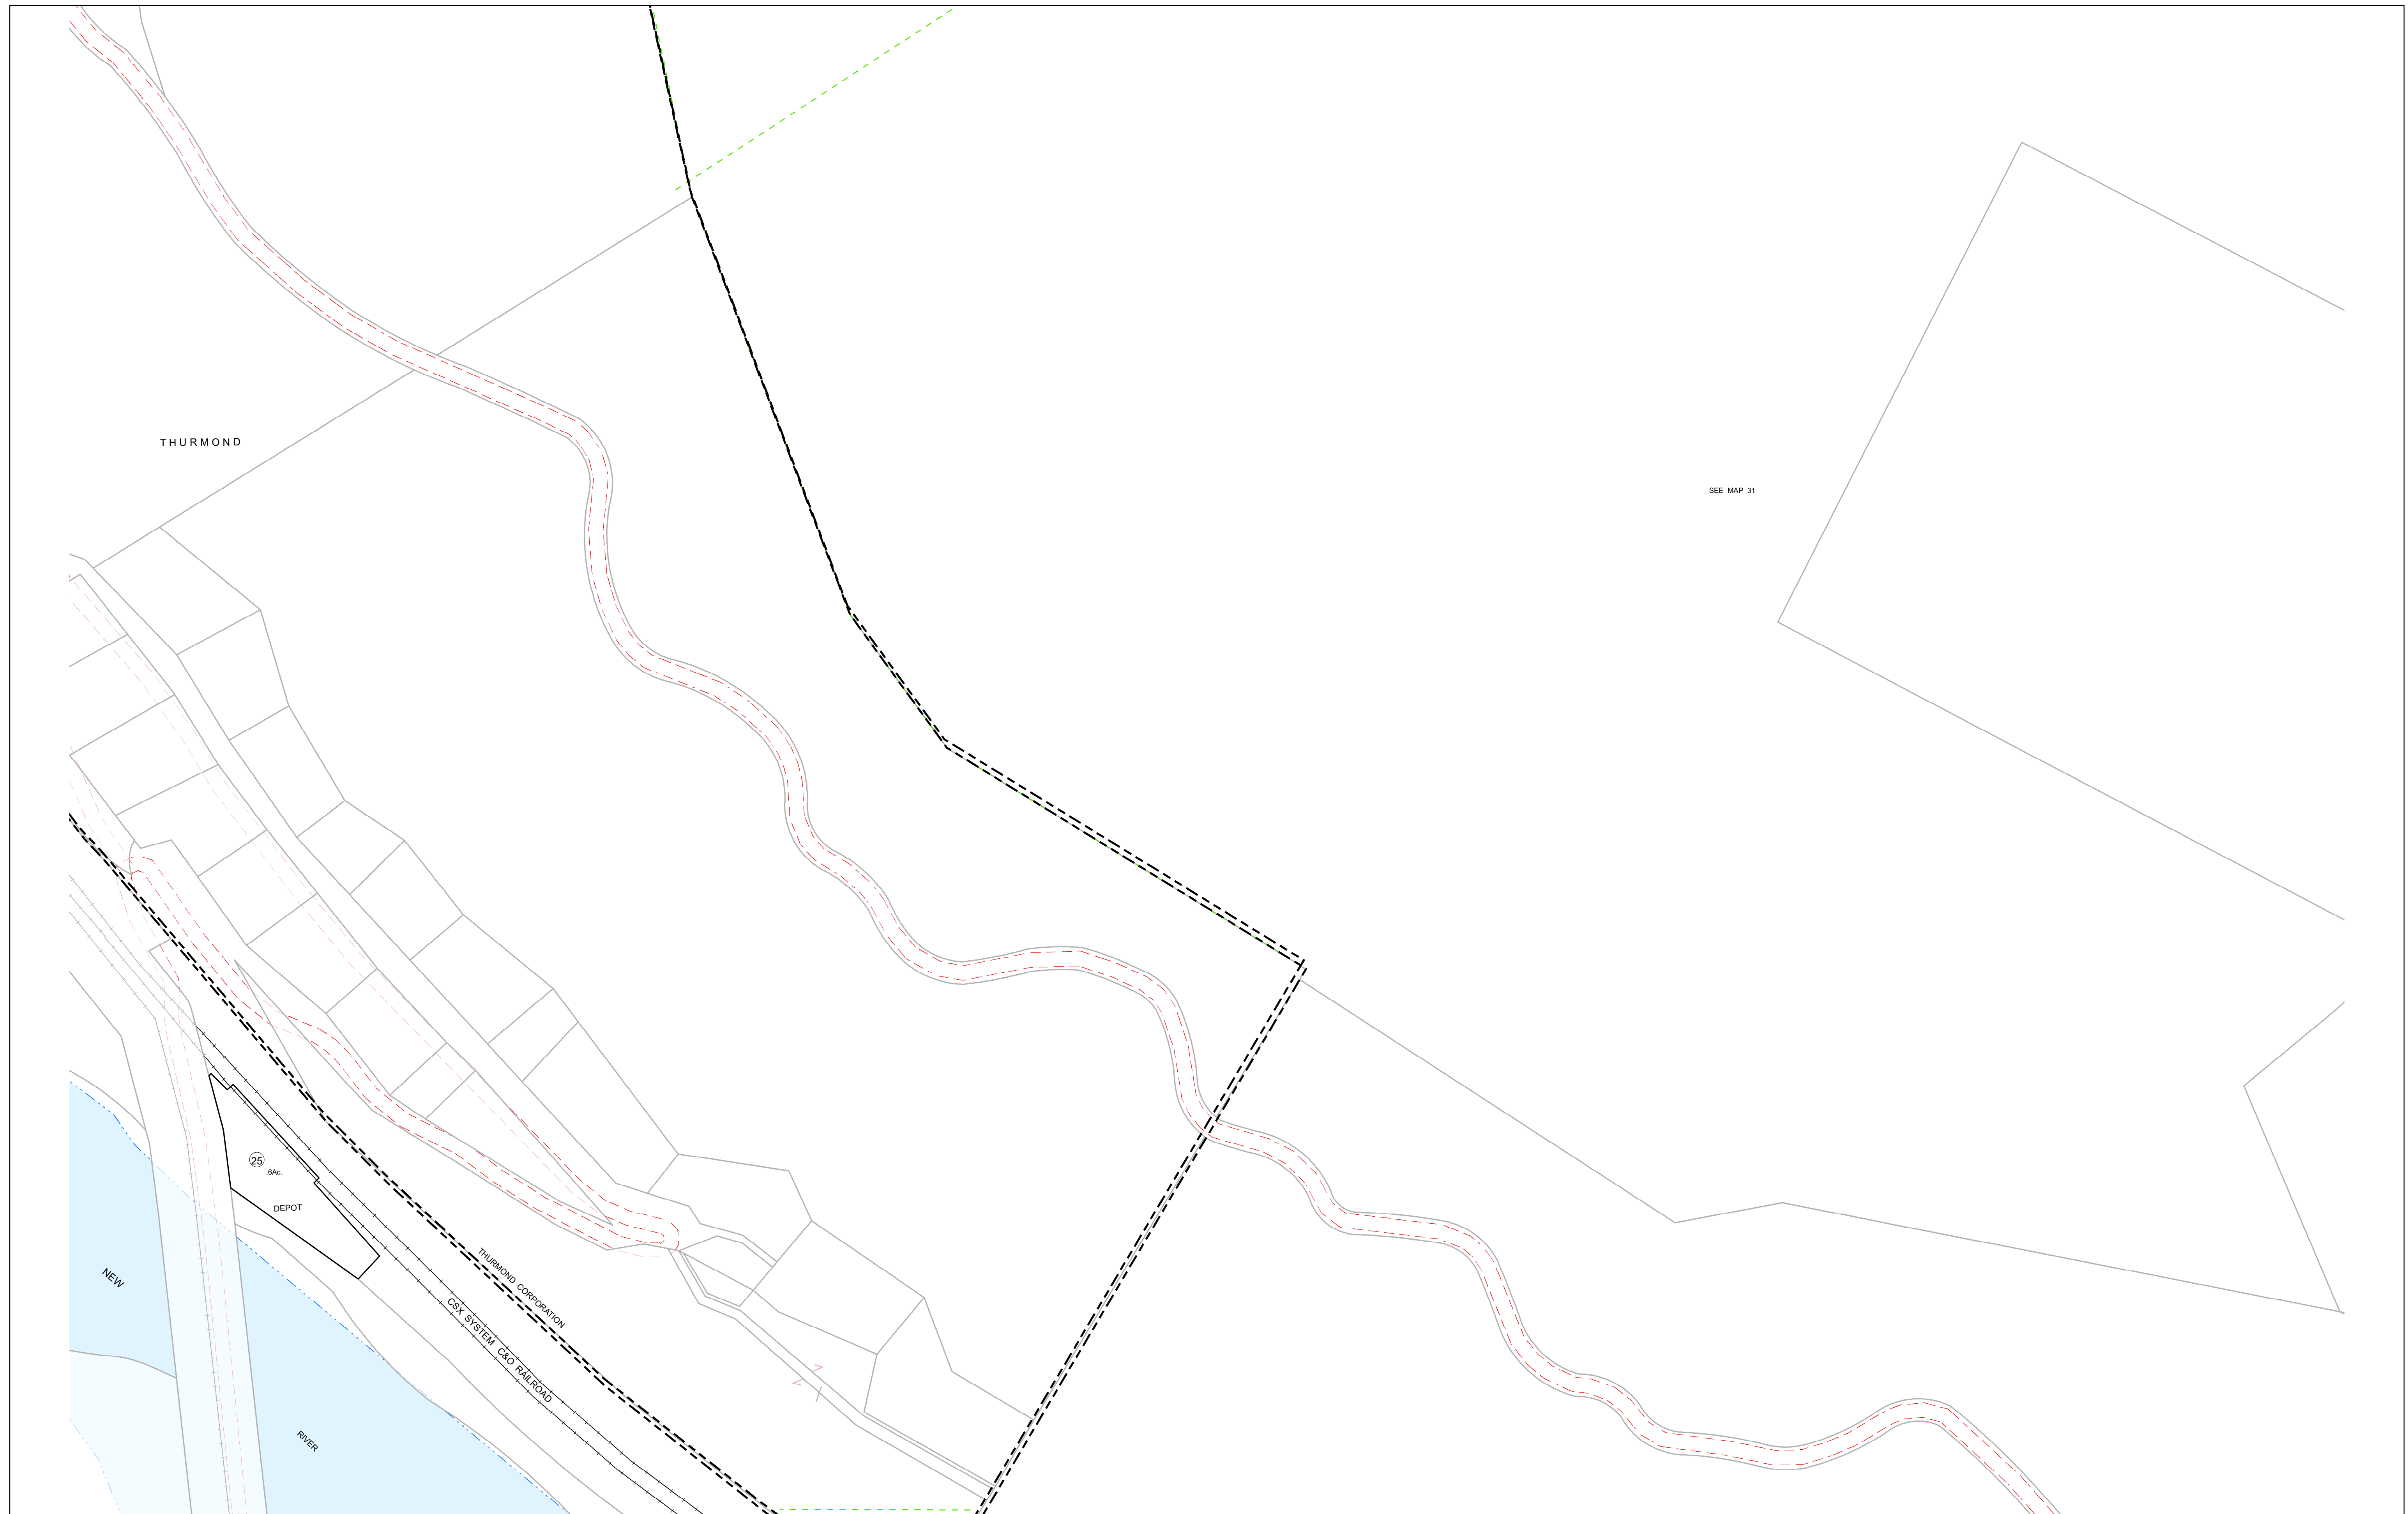 THURMOND
SEE MAP 31
25
.6Ac.
DEPOT
NEW
RIVER
THURMOND CORPORATION
CSX SYSTEM C&O RAILROAD